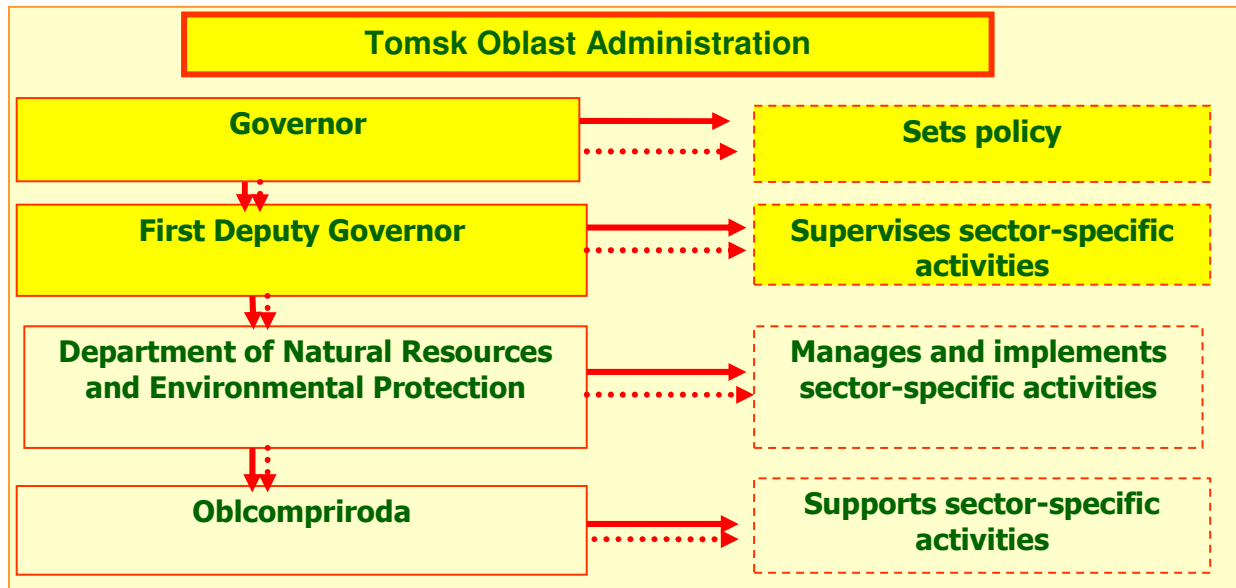 Tomsk Oblast Administration
Governor
Sets policy
First Deputy Governor
Supervises sector-specific
activities
Department of Natural Resources
and Environmental Protection
Manages and implements
sector-specific activities
Oblcompriroda
Supports sector-specific
activities